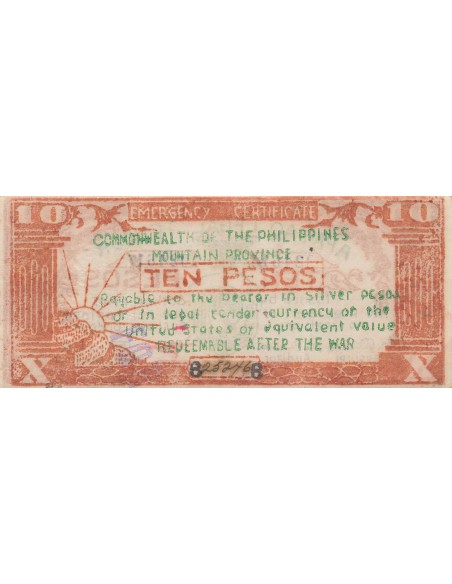 10 EMERGENCY CERTIFICATE 10
COMMONWEALTH OF THE PHILIPPINES
MOUNTAIN PROVINCE
TEN PESOS
Payable to the bearer in silver pesos
or in legal tender currency of the
United States of equivalent value
REDEEMABLE AFTER THE WAR
X X